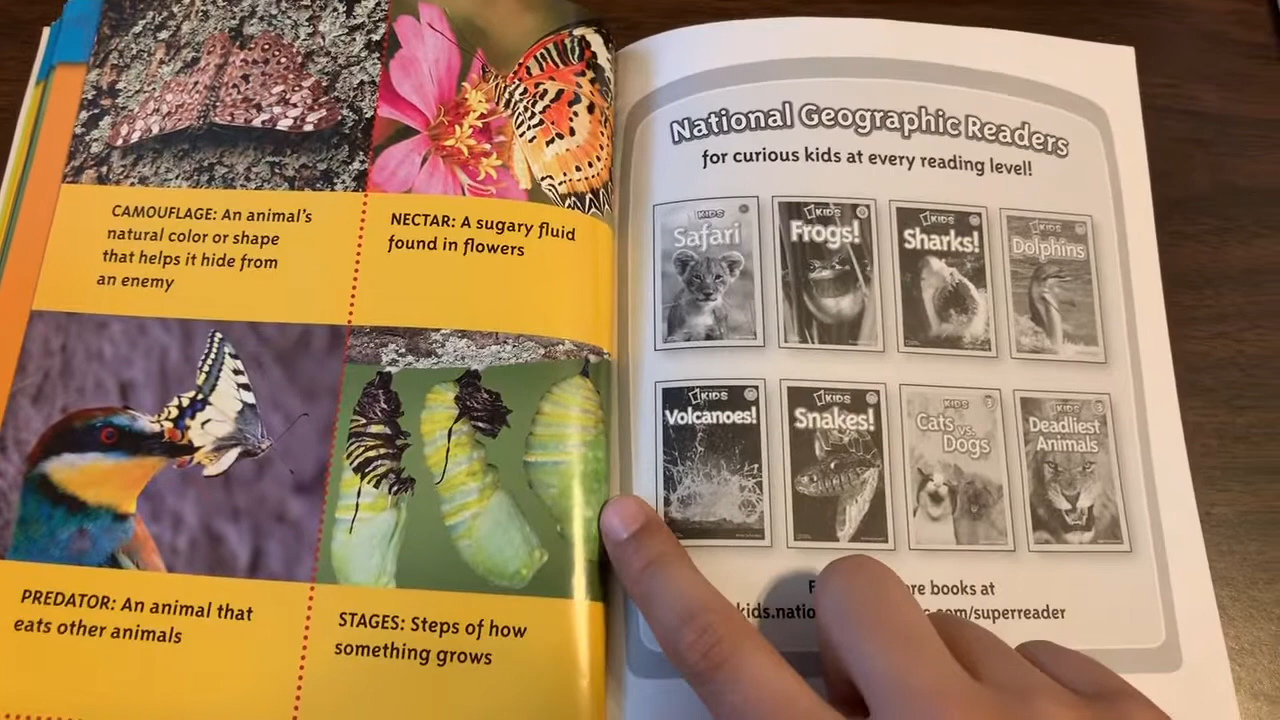 CAMOUFLAGE: An animal's
natural color or shape
that helps it hide from
an enemy
NECTAR: A sugary fluid
found in flowers
PREDATOR: An animal that
eats other animals
STAGES: Steps of how
something grows
National Geographic Readers
for curious kids at every reading level!
KIDS
Safari
KIDS
Frogs!
KIDS
Sharks!
KIDS
Dolphins
KIDS
Volcanoes!
KIDS
Snakes!
KIDS
Cats
vs.
Dogs
KIDS
Deadliest
Animals
books at
com/superreader